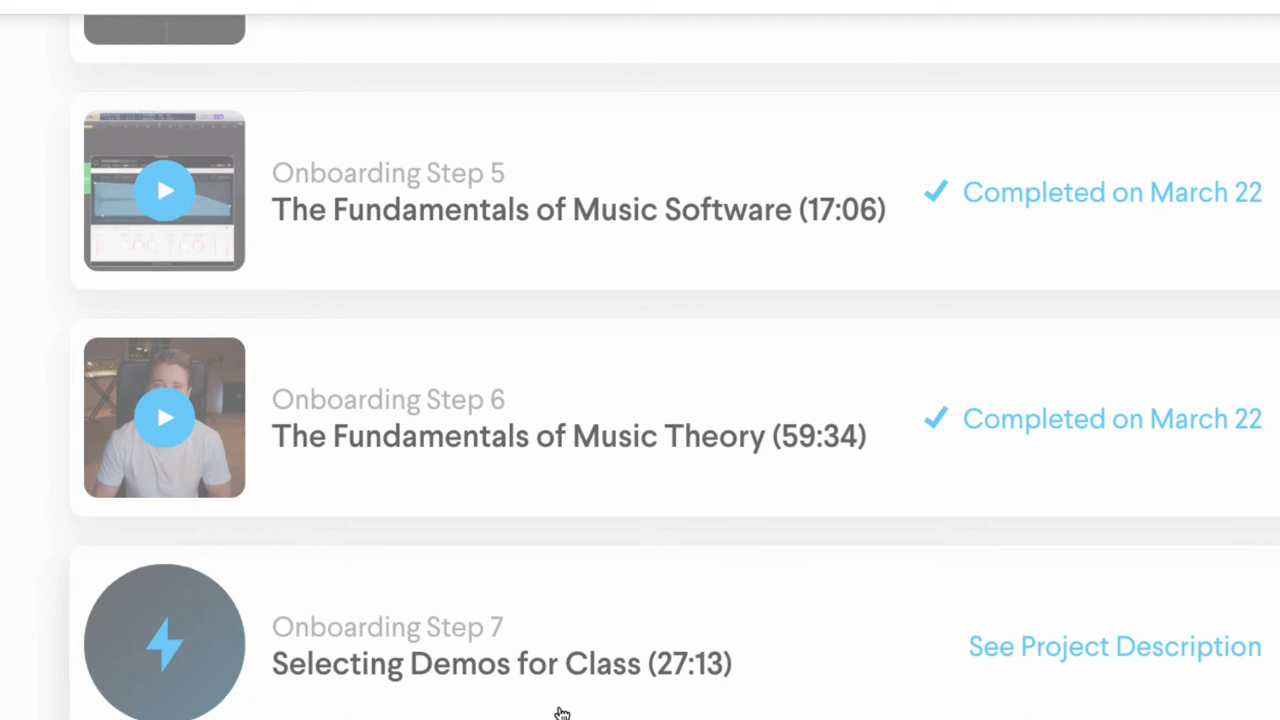 Onboarding Step 5
The Fundamentals of Music Software (17:06)
Completed on March 22
Onboarding Step 6
The Fundamentals of Music Theory (59:34)
Completed on March 22
Onboarding Step 7
Selecting Demos for Class (27:13)
See Project Description